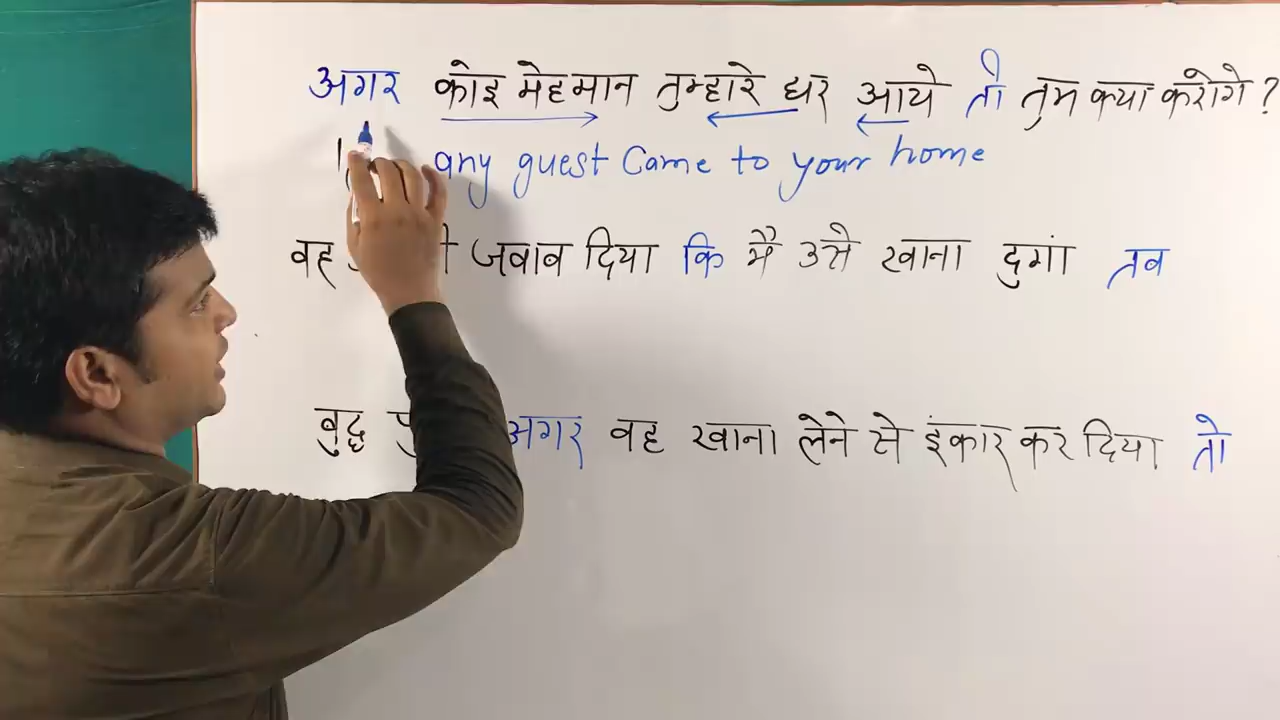 अगर कोइ मेहमान तुम्हारे घर आये तो तुम क्या करोगे ?
any guest Came to your home
वह जवाब दिया कि मै उसे खाना दुगां तब
बुद्ध अगर वह खाना लेने से इंकार कर दिया तो